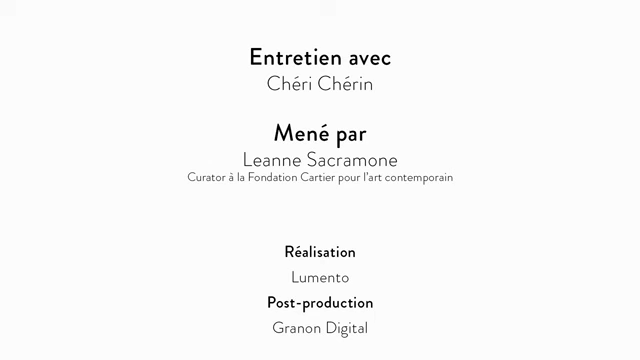 Entretien avec
Chéri Chérin
Mené par
Leanne Sacramone
Curator à la Fondation Cartier pour l'art contemporain
Réalisation
Lumento
Post-production
Granon Digital